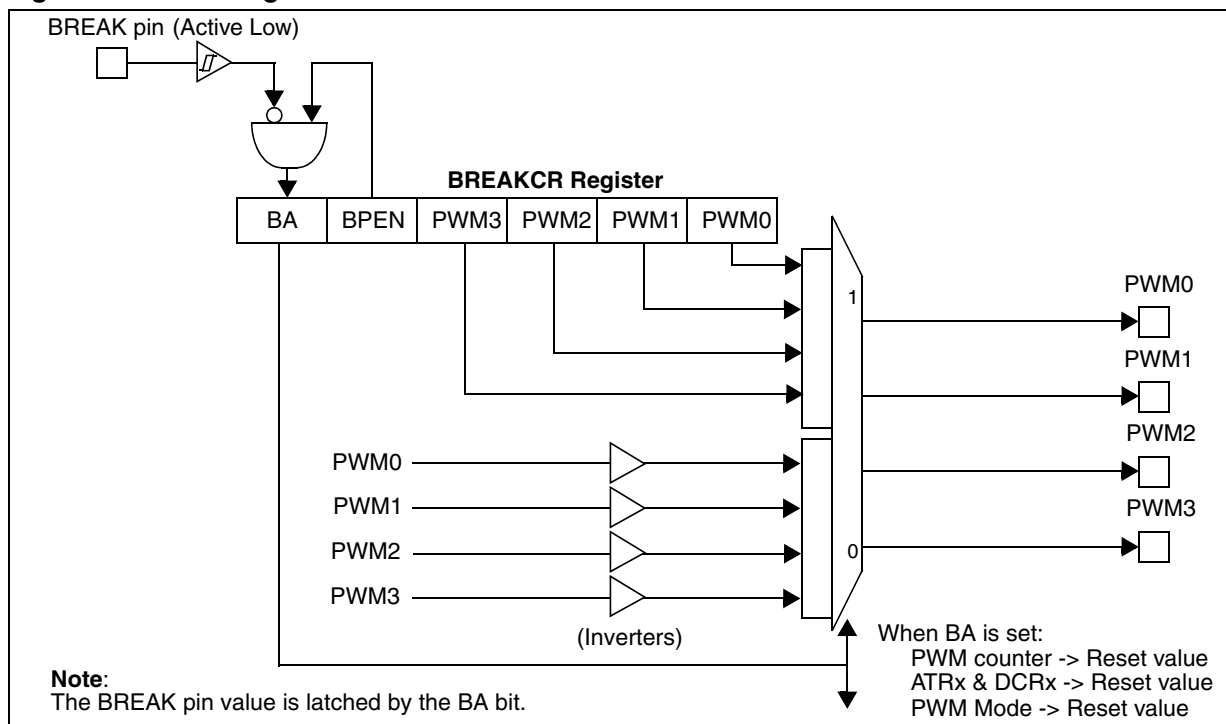 BREAK pin (Active Low)
BREAKCR Register
BA BPEN PWM3 PWM2 PWM1 PWM0
1
PWM0
PWM1
PWM2
PWM3
PWM0
PWM1
PWM2
PWM3
0
(Inverters)
When BA is set:
PWM counter -> Reset value
ATRx & DCRx -> Reset value
PWM Mode -> Reset value
Note:
The BREAK pin value is latched by the BA bit.